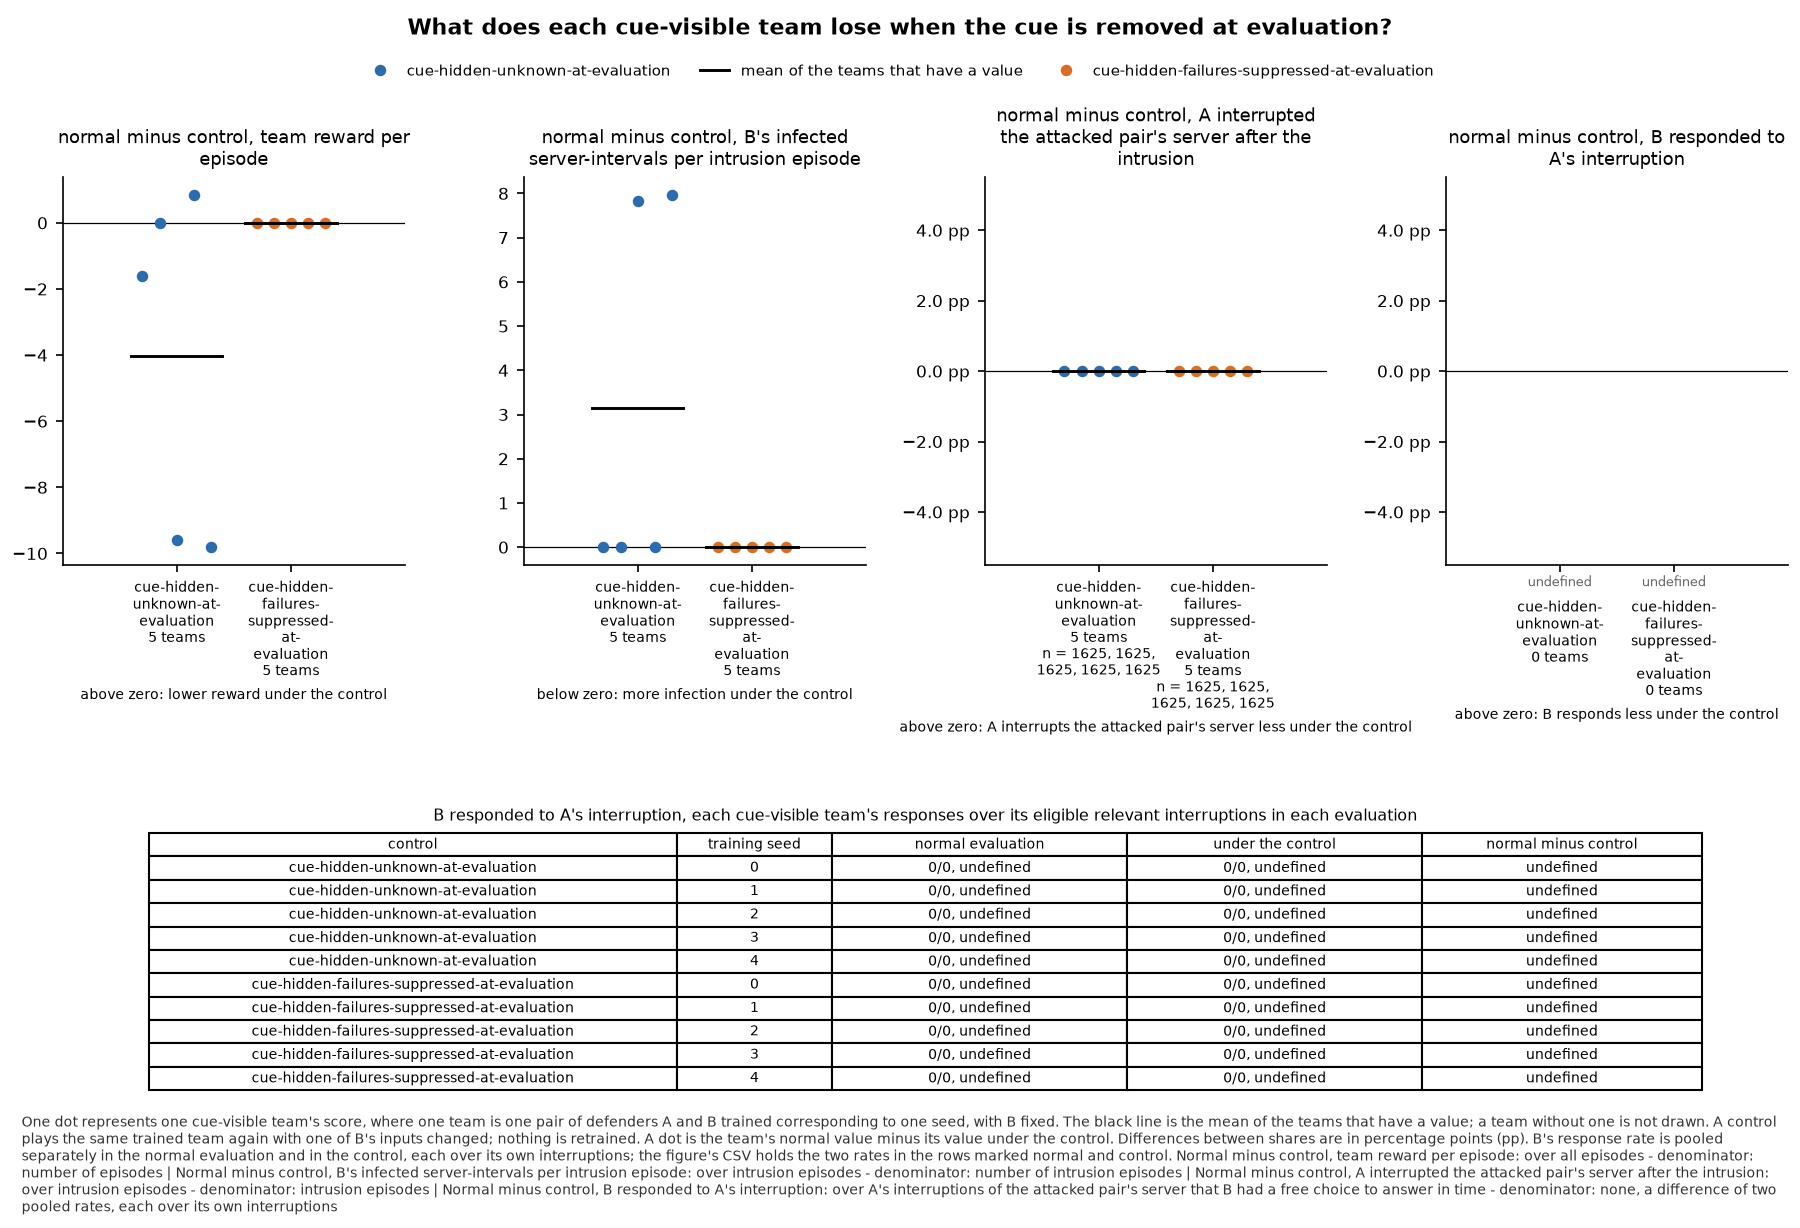 What does each cue-visible team lose when the cue is removed at evaluation?
cue-hidden-unknown-at-evaluation
mean of the teams that have a value
cue-hidden-failures-suppressed-at-evaluation
normal minus control, team reward per
episode
0
−2
−4
−6
−8
−10
cue-hidden-
unknown-at-
evaluation
5 teams
cue-hidden-
failures-
suppressed-
at-
evaluation
5 teams
above zero: lower reward under the control
normal minus control, B's infected
server-intervals per intrusion episode
8
7
6
5
4
3
2
1
0
cue-hidden-
unknown-at-
evaluation
5 teams
cue-hidden-
failures-
suppressed-
at-
evaluation
5 teams
below zero: more infection under the control
normal minus control, A interrupted
the attacked pair's server after the
intrusion
4.0 pp
2.0 pp
0.0 pp
−2.0 pp
−4.0 pp
cue-hidden-
unknown-at-
evaluation
5 teams
n = 1625, 1625,
1625, 1625, 1625
cue-hidden-
failures-
suppressed-
at-
evaluation
5 teams
n = 1625, 1625,
1625, 1625, 1625
above zero: A interrupts the attacked pair's server less under the control
normal minus control, B responded to
A's interruption
4.0 pp
2.0 pp
0.0 pp
−2.0 pp
−4.0 pp
undefined
cue-hidden-
unknown-at-
evaluation
0 teams
undefined
cue-hidden-
failures-
suppressed-
at-
evaluation
0 teams
above zero: B responds less under the control
B responded to A's interruption, each cue-visible team's responses over its eligible relevant interruptions in each evaluation
control training seed normal evaluation under the control normal minus control
cue-hidden-unknown-at-evaluation 0 0/0, undefined 0/0, undefined undefined
cue-hidden-unknown-at-evaluation 1 0/0, undefined 0/0, undefined undefined
cue-hidden-unknown-at-evaluation 2 0/0, undefined 0/0, undefined undefined
cue-hidden-unknown-at-evaluation 3 0/0, undefined 0/0, undefined undefined
cue-hidden-unknown-at-evaluation 4 0/0, undefined 0/0, undefined undefined
cue-hidden-failures-suppressed-at-evaluation 0 0/0, undefined 0/0, undefined undefined
cue-hidden-failures-suppressed-at-evaluation 1 0/0, undefined 0/0, undefined undefined
cue-hidden-failures-suppressed-at-evaluation 2 0/0, undefined 0/0, undefined undefined
cue-hidden-failures-suppressed-at-evaluation 3 0/0, undefined 0/0, undefined undefined
cue-hidden-failures-suppressed-at-evaluation 4 0/0, undefined 0/0, undefined undefined
One dot represents one cue-visible team's score, where one team is one pair of defenders A and B trained corresponding to one seed, with B fixed. The black line is the mean of the teams that have a value; a team without one is not drawn. A control
plays the same trained team again with one of B's inputs changed; nothing is retrained. A dot is the team's normal value minus its value under the control. Differences between shares are in percentage points (pp). B's response rate is pooled
separately in the normal evaluation and in the control, each over its own interruptions; the figure's CSV holds the two rates in the rows marked normal and control. Normal minus control, team reward per episode: over all episodes - denominator:
number of episodes | Normal minus control, B's infected server-intervals per intrusion episode: over intrusion episodes - denominator: number of intrusion episodes | Normal minus control, A interrupted the attacked pair's server after the intrusion:
over intrusion episodes - denominator: intrusion episodes | Normal minus control, B responded to A's interruption: over A's interruptions of the attacked pair's server that B had a free choice to answer in time - denominator: none, a difference of two
pooled rates, each over its own interruptions